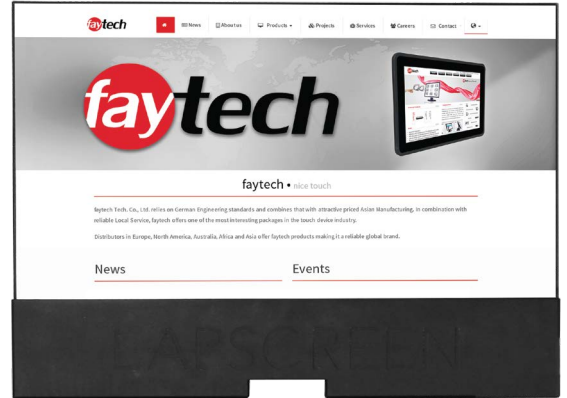 faytech
News
About us
Products
Projects
Services
Careers
Contact
faytech
faytech • nice touch
faytech Tech. Co., Ltd. relies on German Engineering standards and combines that with attractive priced Asian Manufacturing, in combination with
reliable Local Service, faytech offers one of the most interesting packages in the touch device industry.
Distributors in Europe, North America, Australia, Africa and Asia offer faytech products making it a reliable global brand.
News
Events
LAPSCREEN